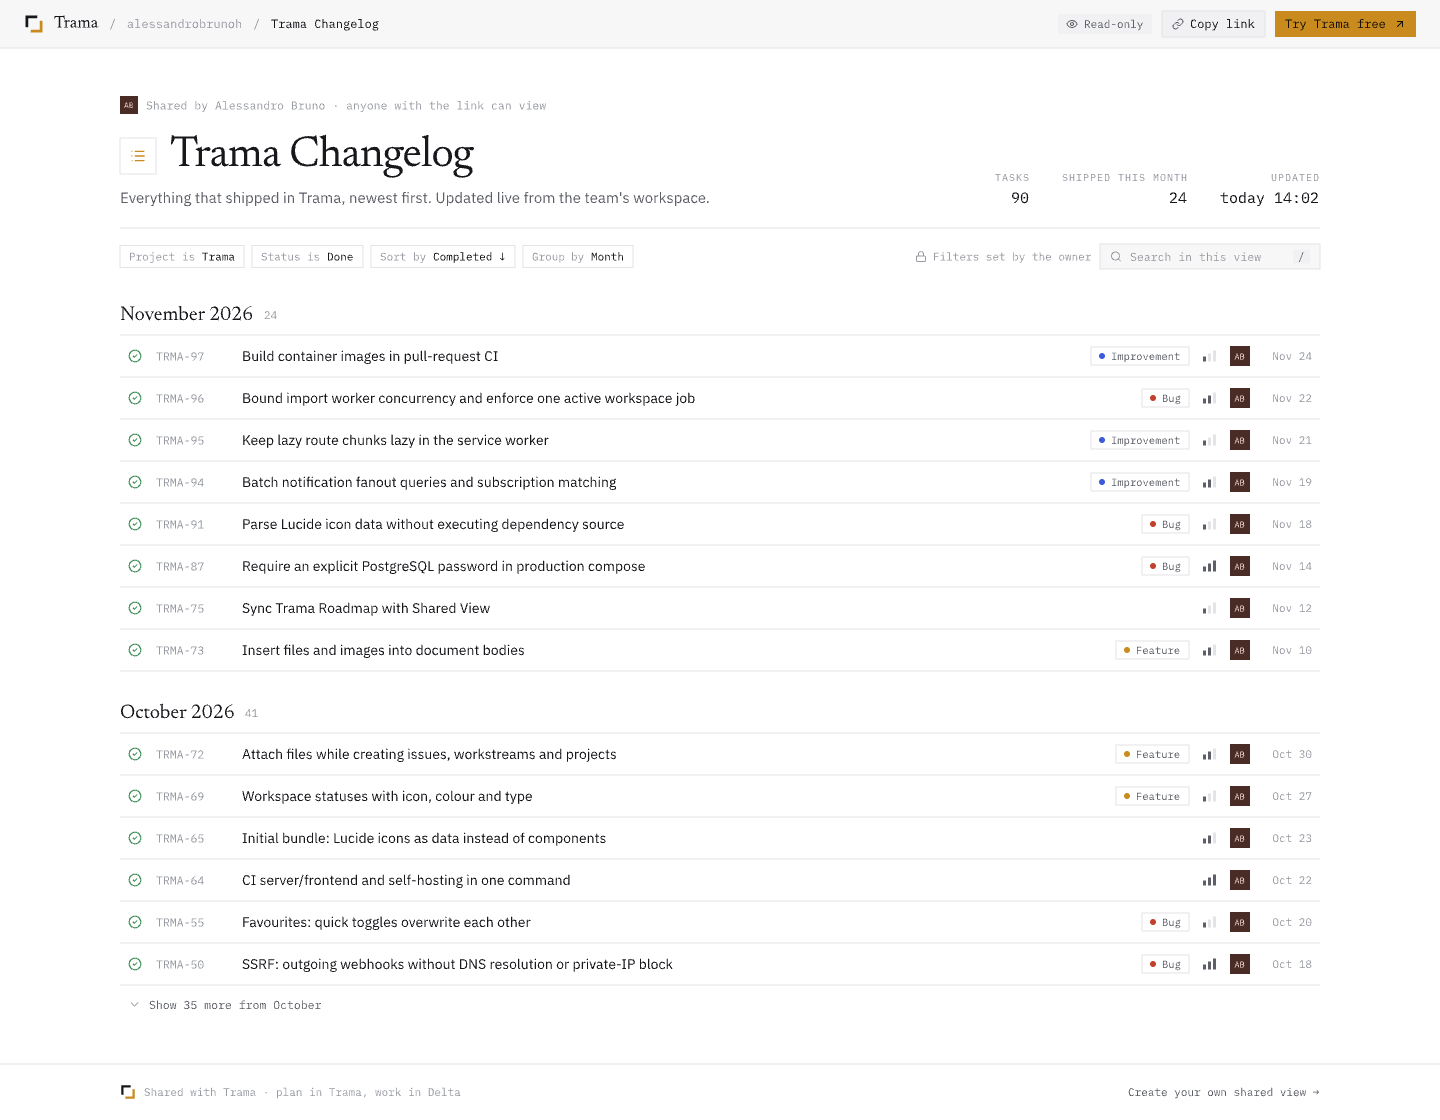 Trama / alessandrobrunoh / Trama Changelog Read-only Copy link Try Trama free ↗
AB Shared by Alessandro Bruno · anyone with the link can view
Trama Changelog
Everything that shipped in Trama, newest first. Updated live from the team's workspace.
TASKS SHIPPED THIS MONTH UPDATED
90 24 today 14:02
Project is Trama Status is Done Sort by Completed ↓ Group by Month Filters set by the owner Search in this view /
November 2026 24
TRMA-97 Build container images in pull-request CI Improvement AB Nov 24
TRMA-96 Bound import worker concurrency and enforce one active workspace job Bug AB Nov 22
TRMA-95 Keep lazy route chunks lazy in the service worker Improvement AB Nov 21
TRMA-94 Batch notification fanout queries and subscription matching Improvement AB Nov 19
TRMA-91 Parse Lucide icon data without executing dependency source Bug AB Nov 18
TRMA-87 Require an explicit PostgreSQL password in production compose Bug AB Nov 14
TRMA-75 Sync Trama Roadmap with Shared View AB Nov 12
TRMA-73 Insert files and images into document bodies Feature AB Nov 10
October 2026 41
TRMA-72 Attach files while creating issues, workstreams and projects Feature AB Oct 30
TRMA-69 Workspace statuses with icon, colour and type Feature AB Oct 27
TRMA-65 Initial bundle: Lucide icons as data instead of components AB Oct 23
TRMA-64 CI server/frontend and self-hosting in one command AB Oct 22
TRMA-55 Favourites: quick toggles overwrite each other Bug AB Oct 20
TRMA-50 SSRF: outgoing webhooks without DNS resolution or private-IP block Bug AB Oct 18
Show 35 more from October
Shared with Trama · plan in Trama, work in Delta Create your own shared view →